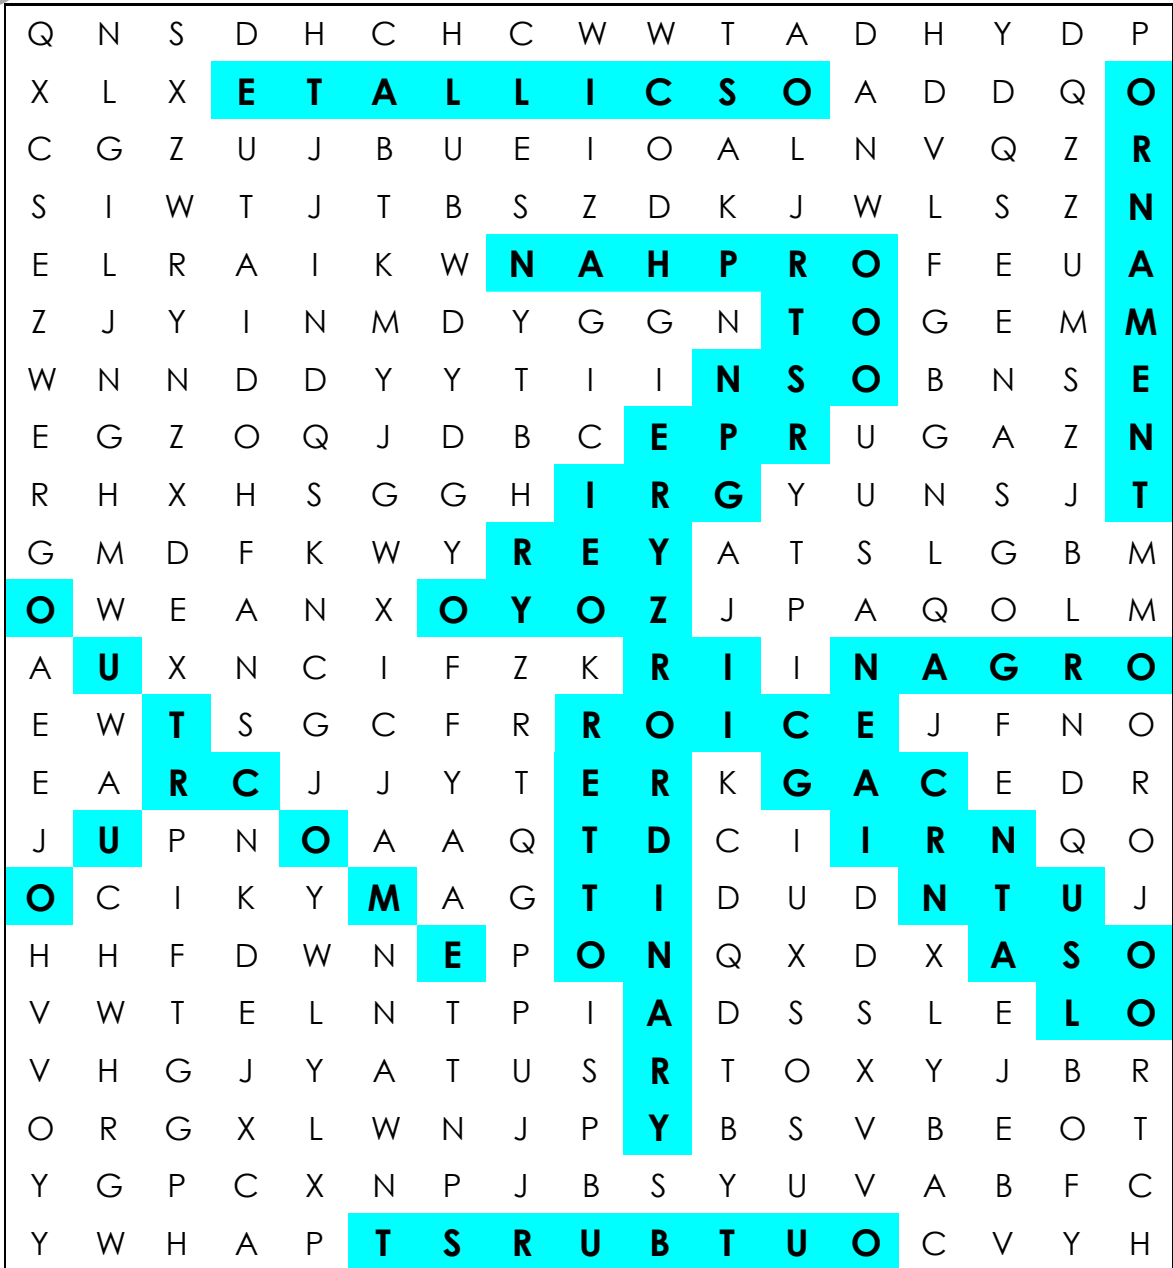 Q N S D H C H C W W T A D H Y D P
X L X E T A L L I C S O A D D Q O
C G Z U J B U E I O A L N V Q Z R
S I W T J T B S Z D K J W L S Z N
E L R A I K W N A H P R O F E U A
Z J Y I N M D Y G G N T O G E M M
W N N D D Y Y T I I N S O B N S E
E G Z O Q J D B C E P R U G A Z N
R H X H S G G H I R G Y U N S J T
G M D F K W Y R E Y A T S L G B M
O W E A N X O Y O Z J P A Q O L M
A U X N C I F Z K R I I N A G R O
E W T S G C F R R O I C E J F N O
E A R C J J Y T E R K G A C E D R
J U P N O A A Q T D C I I R N Q O
O C I K Y M A G T I D U D N T U J
H H F D W N E P O N Q X D X A S O
V W T E L N T P I A D S S L E L O
V H G J Y A T U S R T O X Y J B R
O R G X L W N J P Y B S V B E O T
Y G P C X N P J B S Y U V A B F C
Y W H A P T S R U B T U O C V Y H